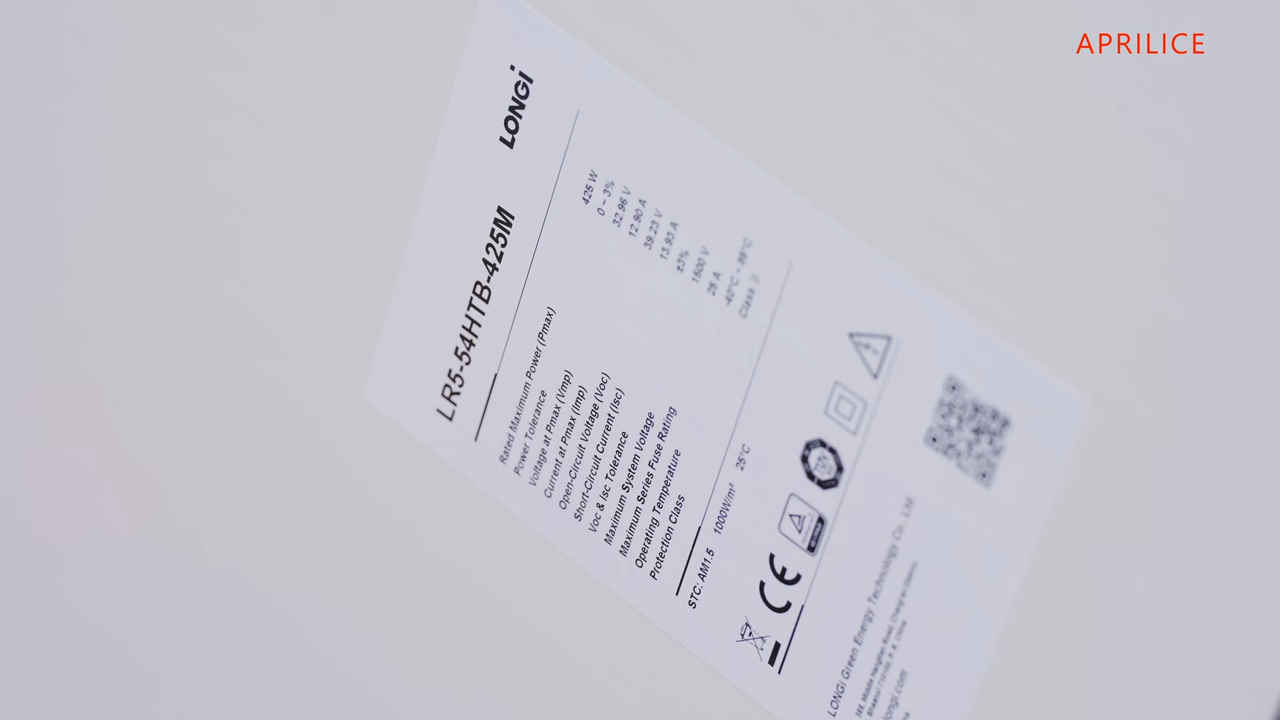 APRILICE
LONGi
LR5-54HTB-425M
Rated Maximum Power (Pmax) 425 W
Power Tolerance 0 ~ 3%
Voltage at Pmax (Vmp) 32.96 V
Current at Pmax (Imp) 12.90 A
Open-Circuit Voltage (Voc) 39.23 V
Short-Circuit Current (Isc) 13.93 A
Voc & Isc Tolerance ±3%
Maximum System Voltage 1500 V
Maximum Series Fuse Rating 25 A
Operating Temperature -40°C ~ 85°C
Protection Class Class
STC: AM1.5 1000W/m² 25°C
CE
LONGi Green Energy Technology Co., Ltd.
longi.com